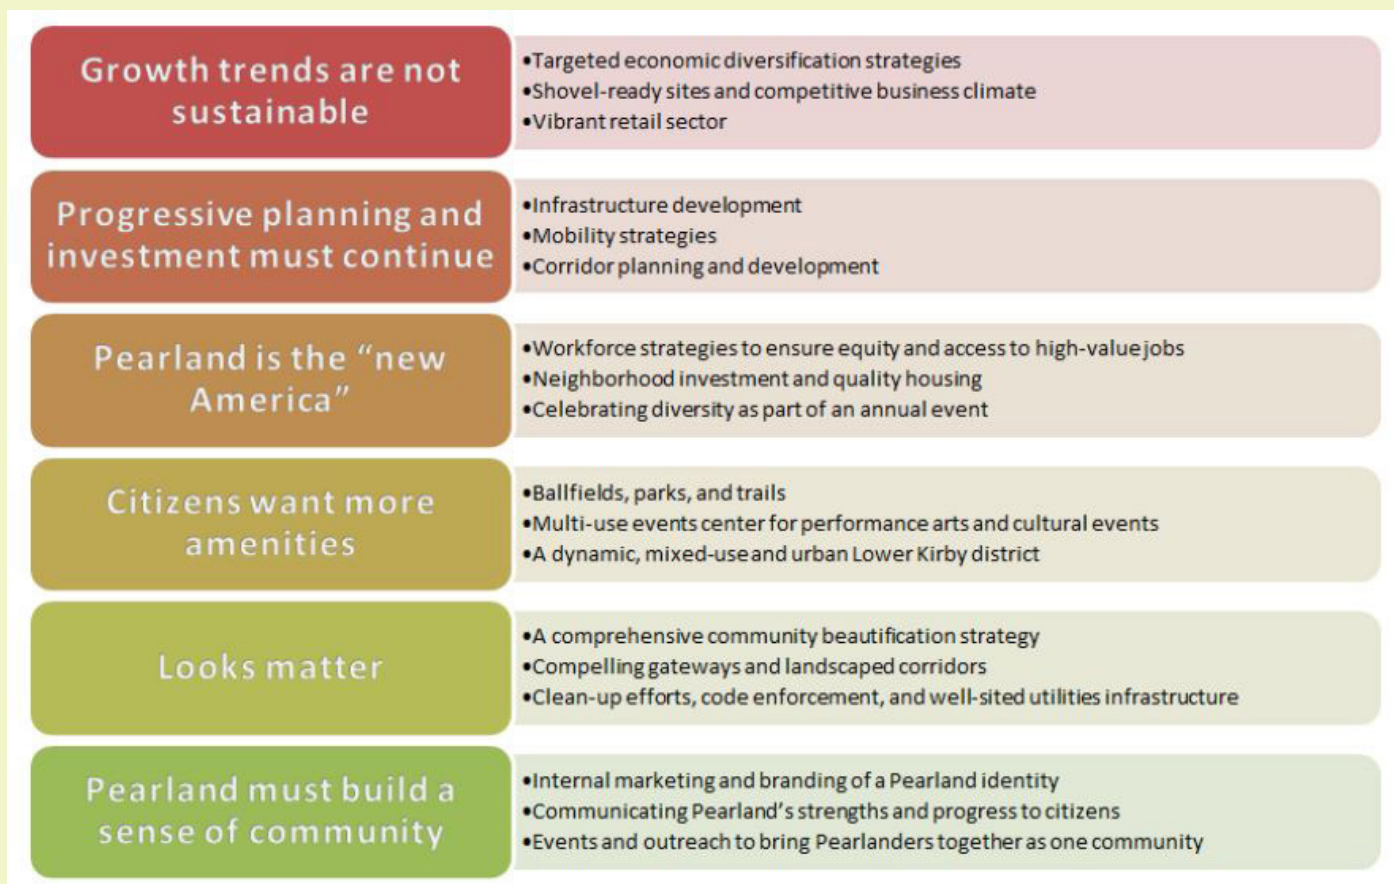 Growth trends are not
sustainable
•Targeted economic diversification strategies
•Shovel-ready sites and competitive business climate
•Vibrant retail sector
Progressive planning and
investment must continue
•Infrastructure development
•Mobility strategies
•Corridor planning and development
Pearland is the “new
America”
•Workforce strategies to ensure equity and access to high-value jobs
•Neighborhood investment and quality housing
•Celebrating diversity as part of an annual event
Citizens want more
amenities
•Ballfields, parks, and trails
•Multi-use events center for performance arts and cultural events
•A dynamic, mixed-use and urban Lower Kirby district
Looks matter
•A comprehensive community beautification strategy
•Compelling gateways and landscaped corridors
•Clean-up efforts, code enforcement, and well-sited utilities infrastructure
Pearland must build a
sense of community
•Internal marketing and branding of a Pearland identity
•Communicating Pearland’s strengths and progress to citizens
•Events and outreach to bring Pearlanders together as one community